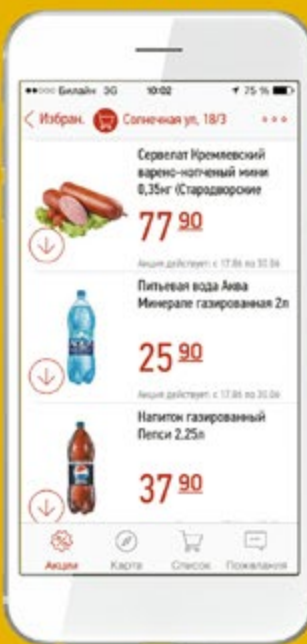 Билайн 3G 10:02 75 %
Избран. Солнечная ул, 18/3
Сервелат Кремлевский
варено-копченый мини
0,35кг (Стародворские
77 90
Акция действует: с 17.06 по 30.06
Питьевая вода Аква
Минерале газированная 2л
25 90
Акция действует: с 17.06 по 30.06
Напиток газированный
Пепси 2,25л
37 90
Акции Карта Список Пожелания